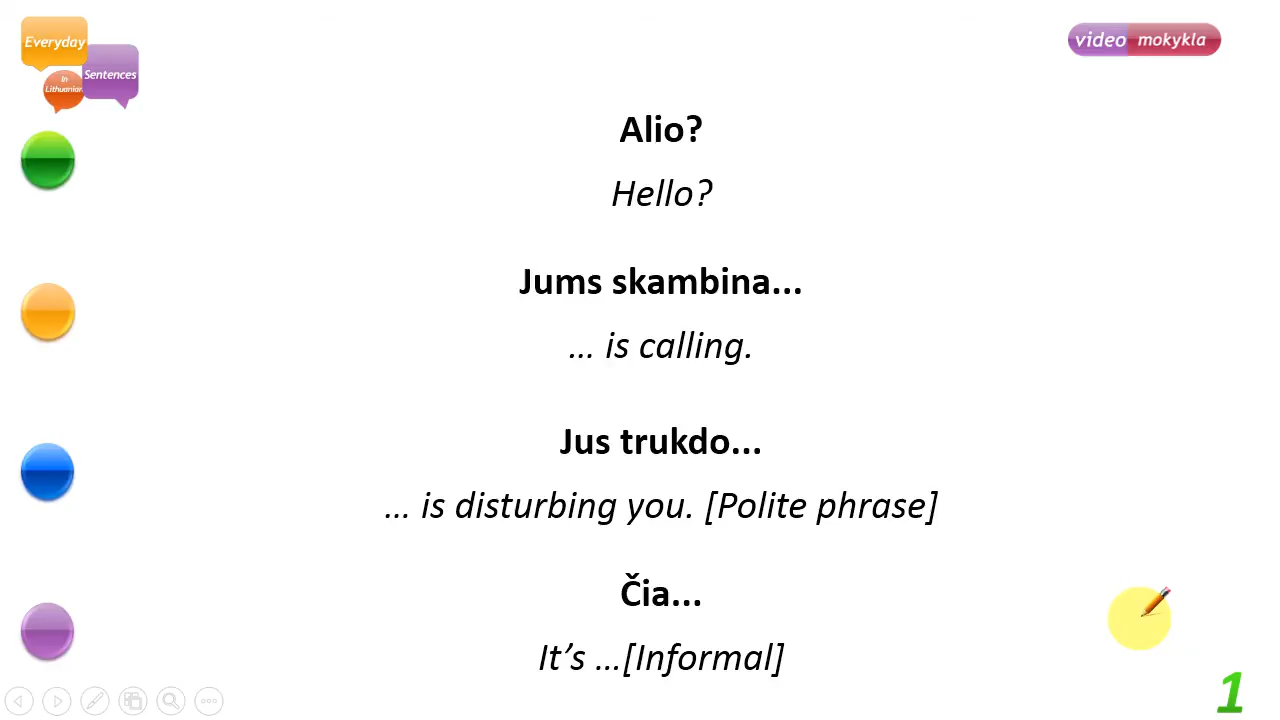 Everyday
Sentences
In
Lithuanian
video mokykla
Alio?
Hello?
Jums skambina...
... is calling.
Jus trukdo...
... is disturbing you. [Polite phrase]
Čia...
It’s ...[Informal]
1